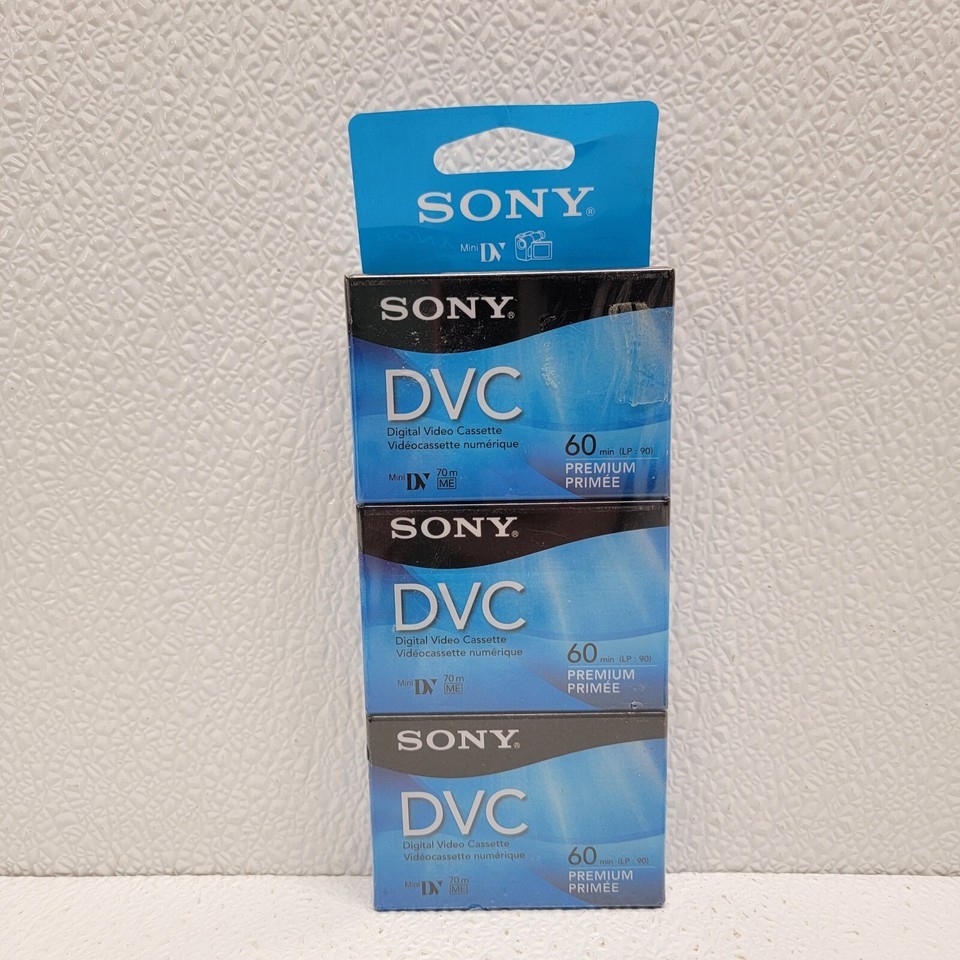 SONY®
Mini DV
SONY®
DVC
Digital Video Cassette
Vidéocassette numérique
60 min (LP : 90)
PREMIUM
PRIMÉE
Mini DV 70 m
ME
SONY®
DVC
Digital Video Cassette
Vidéocassette numérique
60 min (LP : 90)
PREMIUM
PRIMÉE
Mini DV 70 m
ME
SONY®
DVC
Digital Video Cassette
Vidéocassette numérique
60 min (LP : 90)
PREMIUM
PRIMÉE
Mini DV 70 m
ME